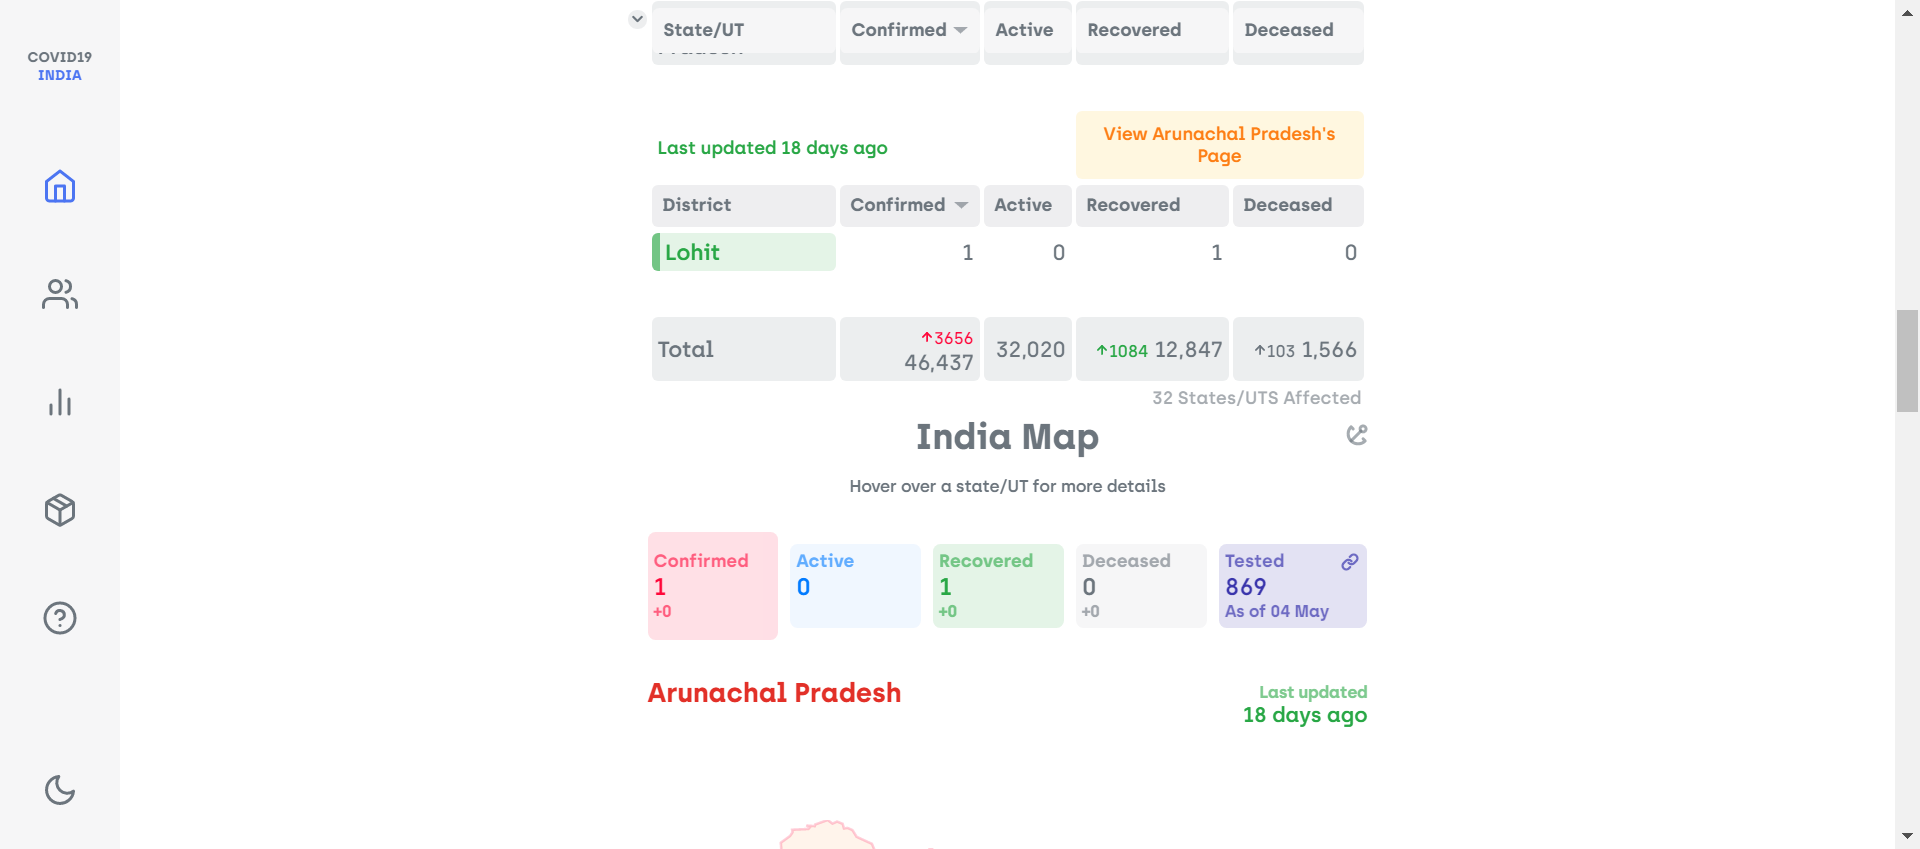 COVID19
INDIA
State/UT Confirmed Active Recovered Deceased
Last updated 18 days ago
View Arunachal Pradesh's
Page
District Confirmed Active Recovered Deceased
Lohit 1 0 1 0
Total ↑3656 46,437 32,020 ↑1084 12,847 ↑103 1,566
32 States/UTS Affected
India Map
Hover over a state/UT for more details
Confirmed
1
+0
Active
0
Recovered
1
+0
Deceased
0
+0
Tested
869
As of 04 May
Arunachal Pradesh
Last updated
18 days ago